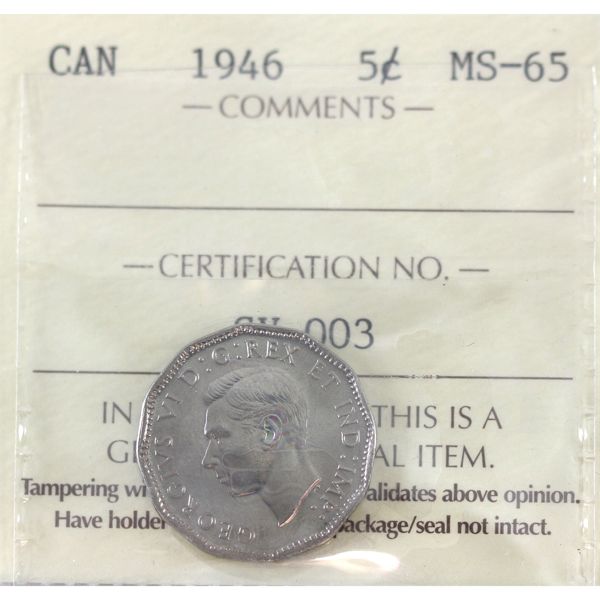 CAN 1946 5¢ MS-65
— COMMENTS —
— CERTIFICATION NO. —
003
IN THIS IS A
AL ITEM.
Tampering alidates above opinion.
Have holder package/seal not intact.
GEORGIVS VI D:G:REX ET IND:IMP: